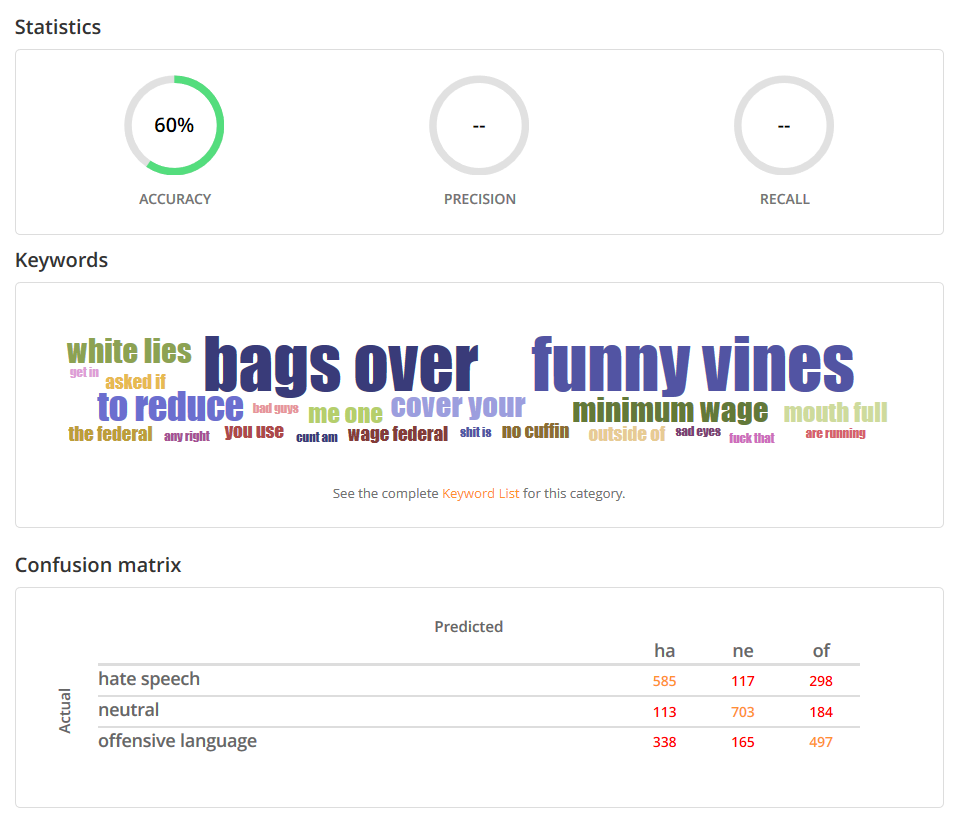 Statistics
60% -- --
ACCURACY PRECISION RECALL
Keywords
white lies bags over funny vines
get in asked if
to reduce bad guys me one cover your minimum wage mouth full
the federal any right you use cunt am wage federal shit is no cuffin outside of sad eyes fuck that are running
See the complete Keyword List for this category.
Confusion matrix
Predicted
ha ne of
Actual
hate speech 585 117 298
neutral 113 703 184
offensive language 338 165 497